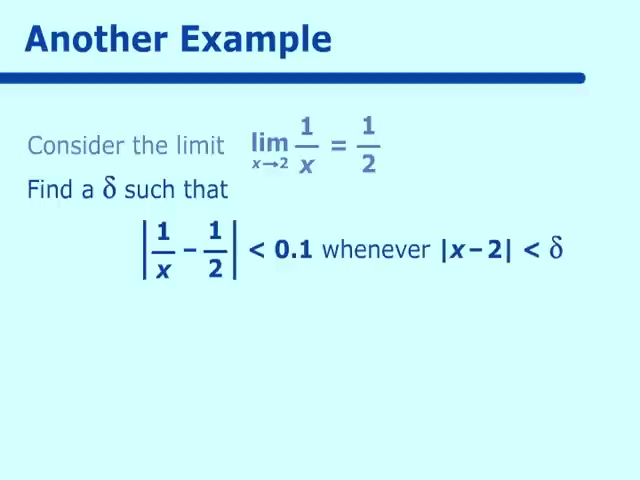 Another Example
Consider the limit lim x→2 1/x = 1/2
Find a δ such that
|1/x − 1/2| < 0.1 whenever |x − 2| < δ